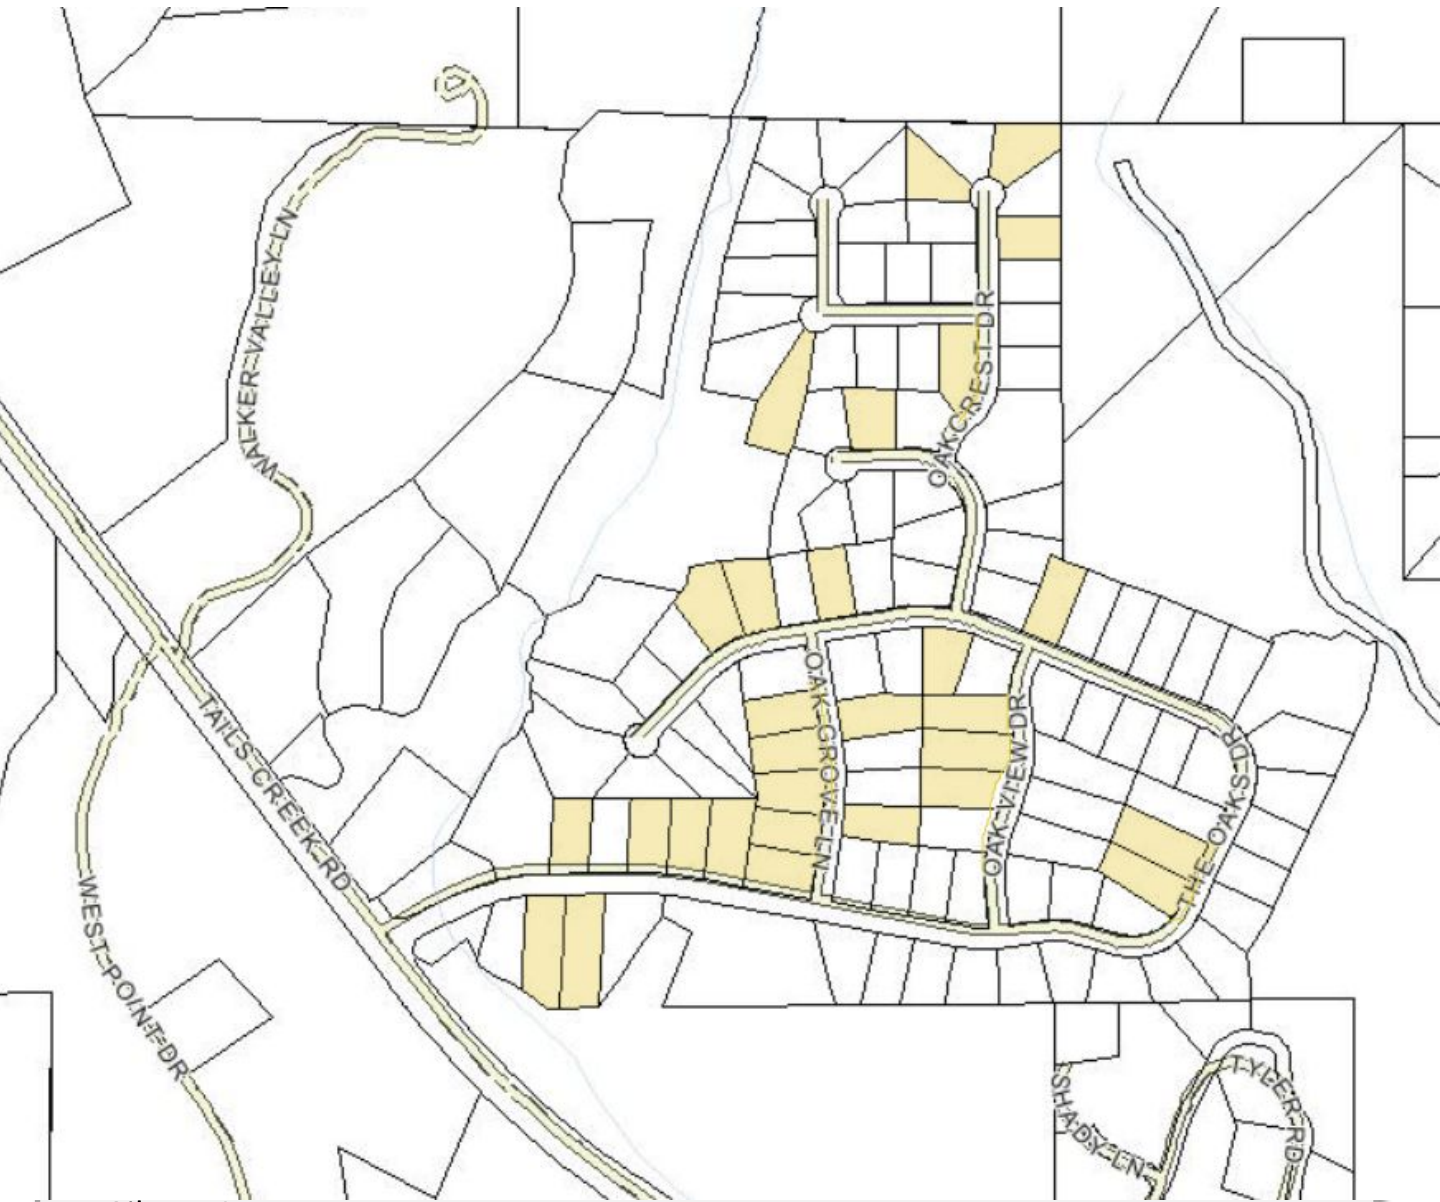 WALKER VALLEY LN
OAKCREST DR
TAILS CREEK RD
OAK GROVE LN
OAK VIEW DR
THE OAKS DR
WEST POINT DR
TYLER RD
SHADY LN